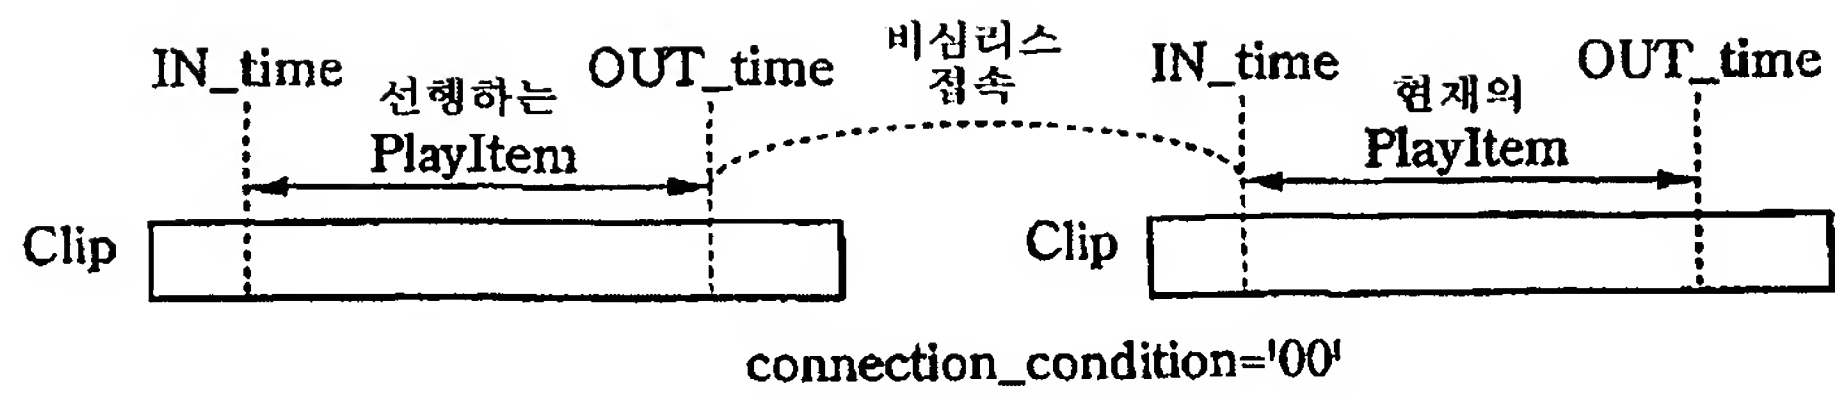 IN_time
선행하는
PlayItem
OUT_time
비심리스
접속
IN_time
현재의
PlayItem
OUT_time
Clip
Clip
connection_condition='00'